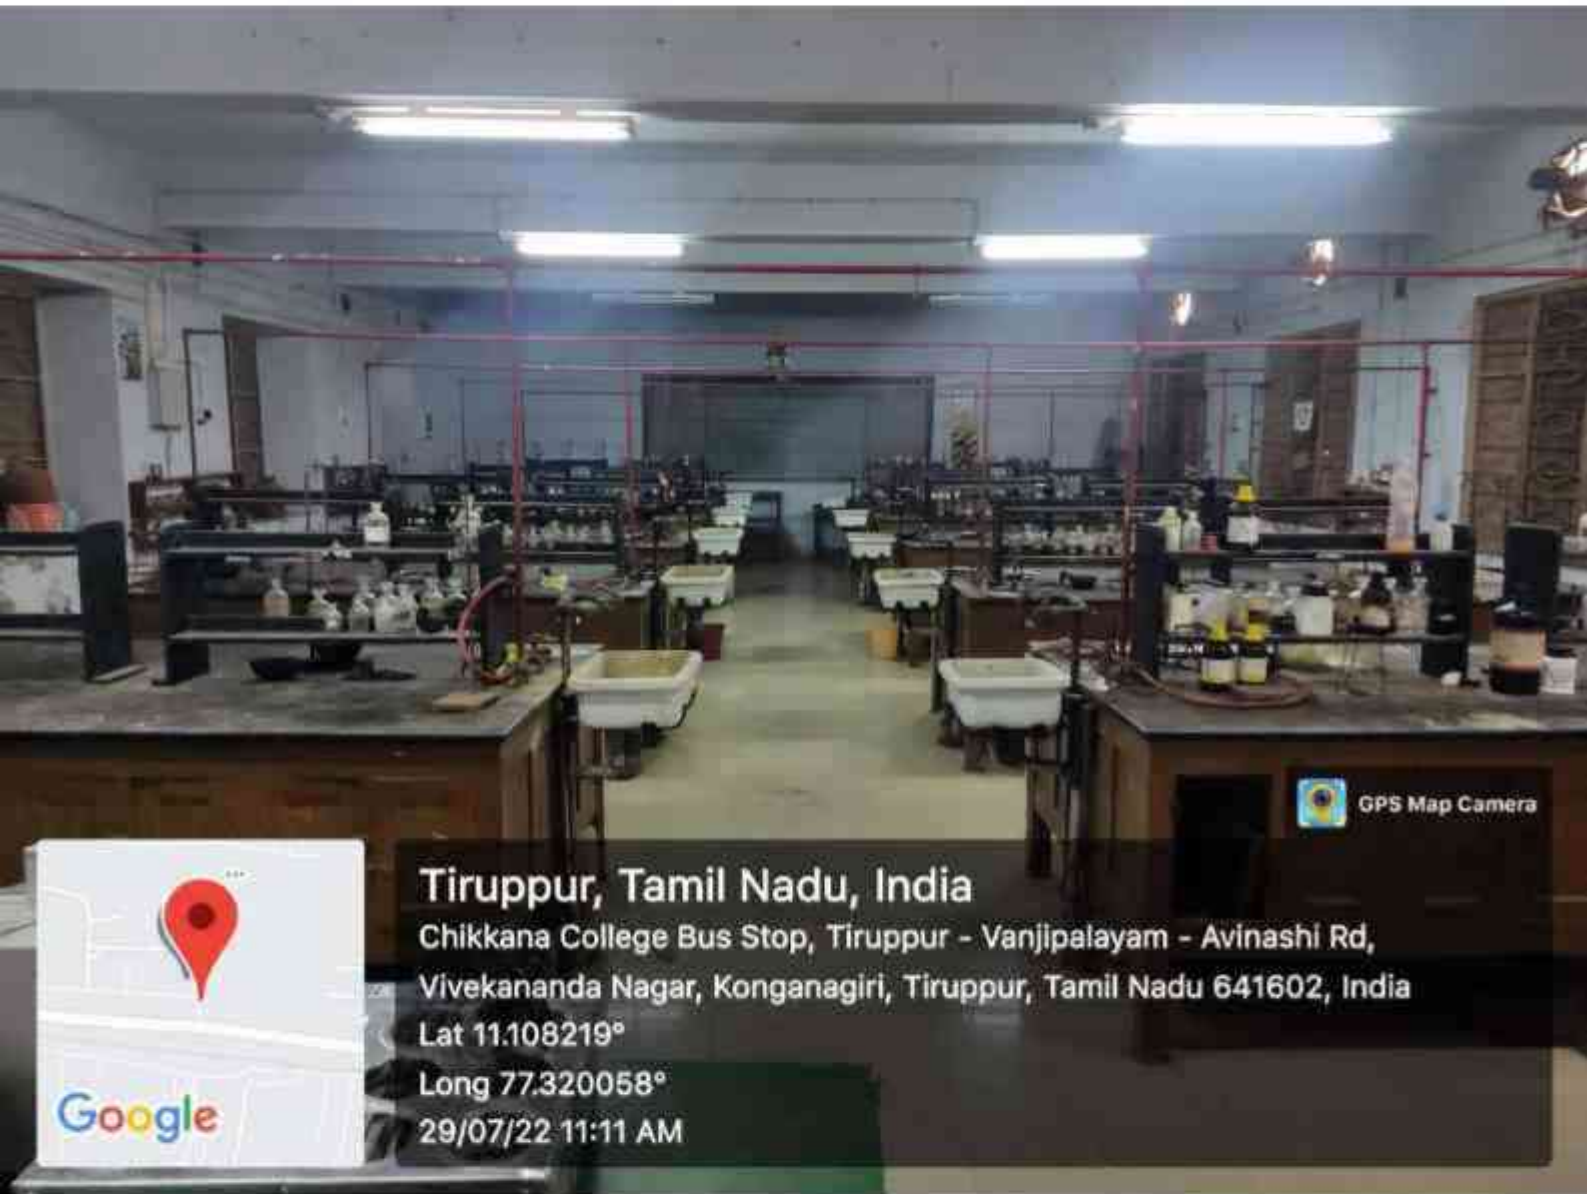 GPS Map Camera
Tiruppur, Tamil Nadu, India
Chikkana College Bus Stop, Tiruppur - Vanjipalayam - Avinashi Rd,
Vivekananda Nagar, Konganagiri, Tiruppur, Tamil Nadu 641602, India
Lat 11.108219°
Long 77.320058°
29/07/22 11:11 AM
Google